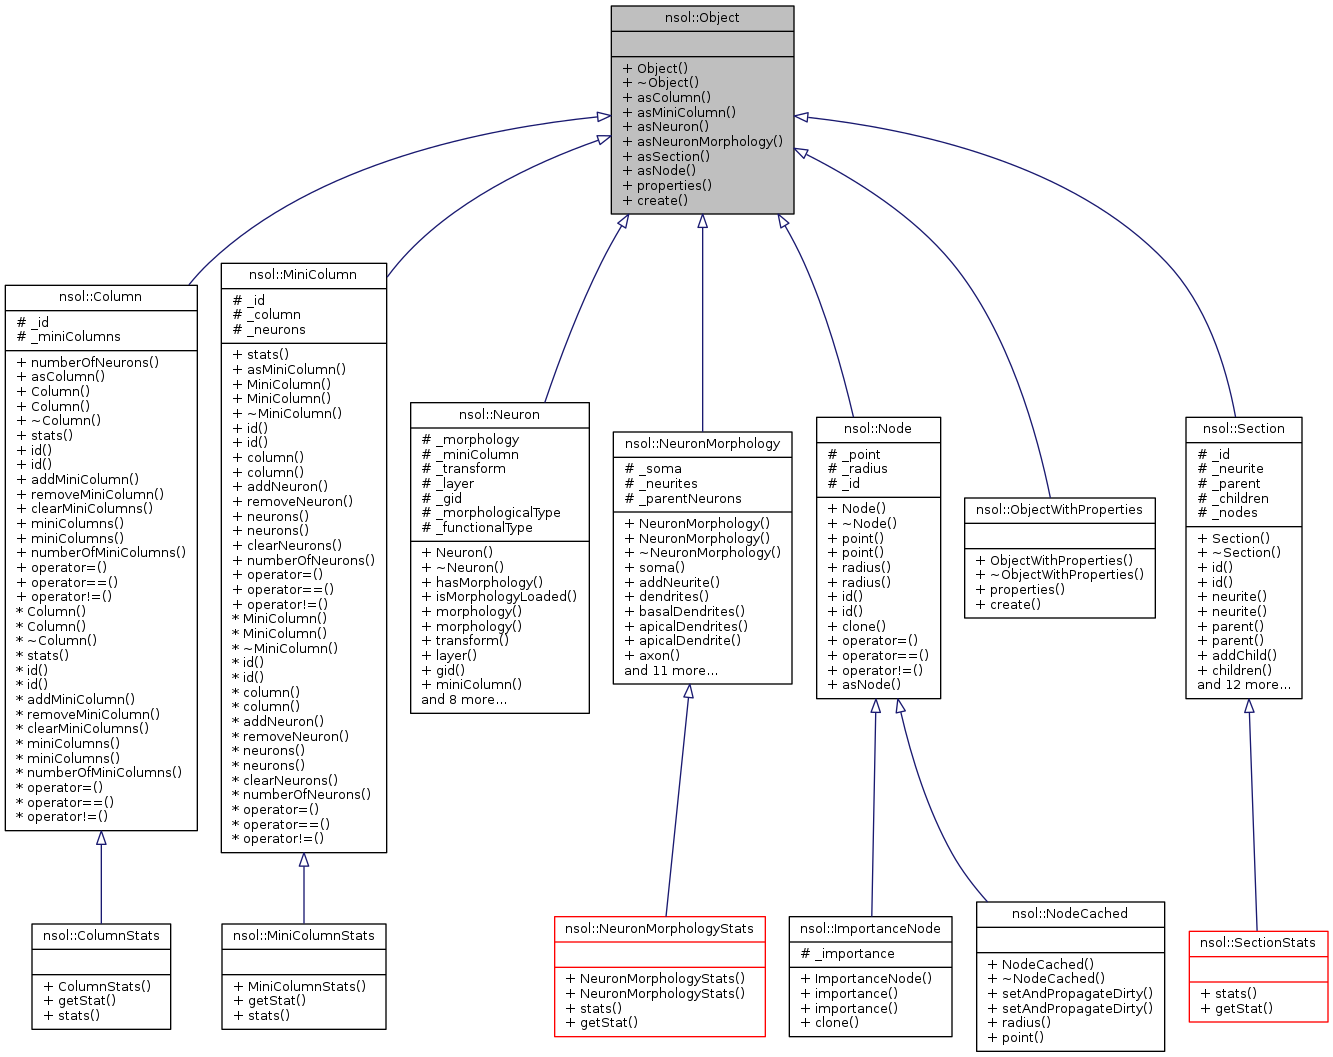 nsol::Object
+ Object()
+ ~Object()
+ asColumn()
+ asMiniColumn()
+ asNeuron()
+ asNeuronMorphology()
+ asSection()
+ asNode()
+ properties()
+ create()
nsol::Column
# _id
# _miniColumns
+ numberOfNeurons()
+ asColumn()
+ Column()
+ Column()
+ ~Column()
+ stats()
+ id()
+ id()
+ addMiniColumn()
+ removeMiniColumn()
+ clearMiniColumns()
+ miniColumns()
+ miniColumns()
+ numberOfMiniColumns()
+ operator=()
+ operator==()
+ operator!=()
* Column()
* Column()
* ~Column()
* stats()
* id()
* id()
* addMiniColumn()
* removeMiniColumn()
* clearMiniColumns()
* miniColumns()
* miniColumns()
* numberOfMiniColumns()
* operator=()
* operator==()
* operator!=()
nsol::MiniColumn
# _id
# _column
# _neurons
+ stats()
+ asMiniColumn()
+ MiniColumn()
+ MiniColumn()
+ ~MiniColumn()
+ id()
+ id()
+ column()
+ column()
+ addNeuron()
+ removeNeuron()
+ neurons()
+ neurons()
+ clearNeurons()
+ numberOfNeurons()
+ operator=()
+ operator==()
+ operator!=()
* MiniColumn()
* MiniColumn()
* ~MiniColumn()
* id()
* id()
* column()
* column()
* addNeuron()
* removeNeuron()
* neurons()
* neurons()
* clearNeurons()
* numberOfNeurons()
* operator=()
* operator==()
* operator!=()
nsol::Neuron
# _morphology
# _miniColumn
# _transform
# _layer
# _gid
# _morphologicalType
# _functionalType
+ Neuron()
+ ~Neuron()
+ hasMorphology()
+ isMorphologyLoaded()
+ morphology()
+ morphology()
+ transform()
+ layer()
+ gid()
+ miniColumn()
and 8 more...
nsol::NeuronMorphology
# _soma
# _neurites
# _parentNeurons
+ NeuronMorphology()
+ NeuronMorphology()
+ ~NeuronMorphology()
+ soma()
+ addNeurite()
+ dendrites()
+ basalDendrites()
+ apicalDendrites()
+ apicalDendrite()
+ axon()
and 11 more...
nsol::Node
# _point
# _radius
# _id
+ Node()
+ ~Node()
+ point()
+ point()
+ radius()
+ radius()
+ id()
+ id()
+ clone()
+ operator=()
+ operator==()
+ operator!=()
+ asNode()
nsol::ObjectWithProperties
+ ObjectWithProperties()
+ ~ObjectWithProperties()
+ properties()
+ create()
nsol::Section
# _id
# _neurite
# _parent
# _children
# _nodes
+ Section()
+ ~Section()
+ id()
+ id()
+ neurite()
+ neurite()
+ parent()
+ parent()
+ addChild()
+ children()
and 12 more...
nsol::ColumnStats
+ ColumnStats()
+ getStat()
+ stats()
nsol::MiniColumnStats
+ MiniColumnStats()
+ getStat()
+ stats()
nsol::NeuronMorphologyStats
+ NeuronMorphologyStats()
+ NeuronMorphologyStats()
+ stats()
+ getStat()
nsol::ImportanceNode
# _importance
+ ImportanceNode()
+ importance()
+ importance()
+ clone()
nsol::NodeCached
+ NodeCached()
+ ~NodeCached()
+ setAndPropagateDirty()
+ setAndPropagateDirty()
+ radius()
+ point()
nsol::SectionStats
+ stats()
+ getStat()